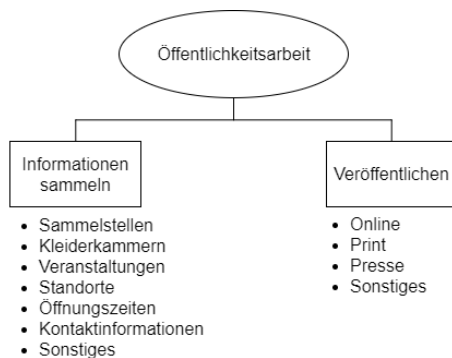 Öffentlichkeitsarbeit
Informationen
sammeln
• Sammelstellen
• Kleiderkammern
• Veranstaltungen
• Standorte
• Öffnungszeiten
• Kontaktinformationen
• Sonstiges
Veröffentlichen
• Online
• Print
• Presse
• Sonstiges